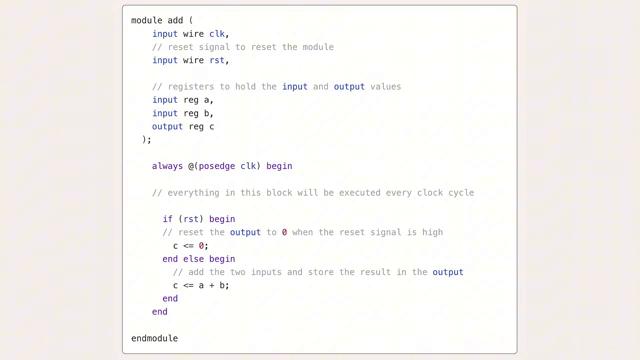 module add (
input wire clk,
// reset signal to reset the module
input wire rst,
// registers to hold the input and output values
input reg a,
input reg b,
output reg c
);
always @(posedge clk) begin
// everything in this block will be executed every clock cycle
if (rst) begin
// reset the output to 0 when the reset signal is high
c <= 0;
end else begin
// add the two inputs and store the result in the output
c <= a + b;
end
end
endmodule